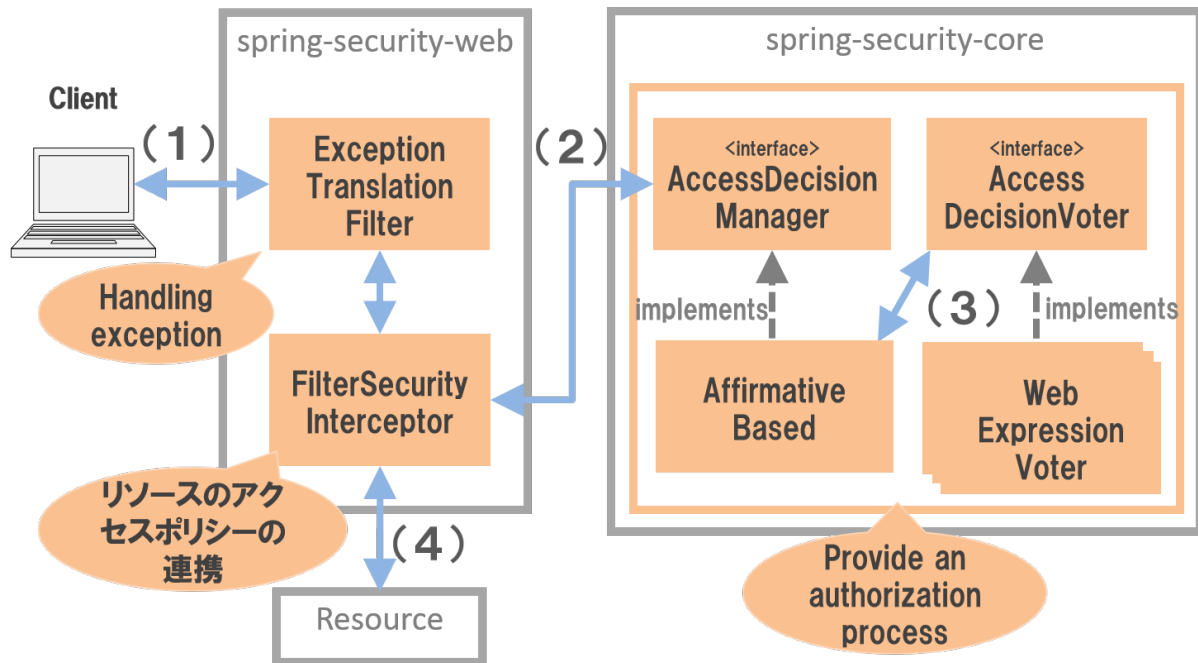 spring-security-web
spring-security-core
Client
(1)
Exception
Translation
Filter
(2)
<interface>
AccessDecision
Manager
<interface>
Access
DecisionVoter
Handling
exception
implements
(3)
implements
FilterSecurity
Interceptor
Affirmative
Based
Web
Expression
Voter
リソースのアク
セスポリシーの
連携
(4)
Provide an
authorization
process
Resource